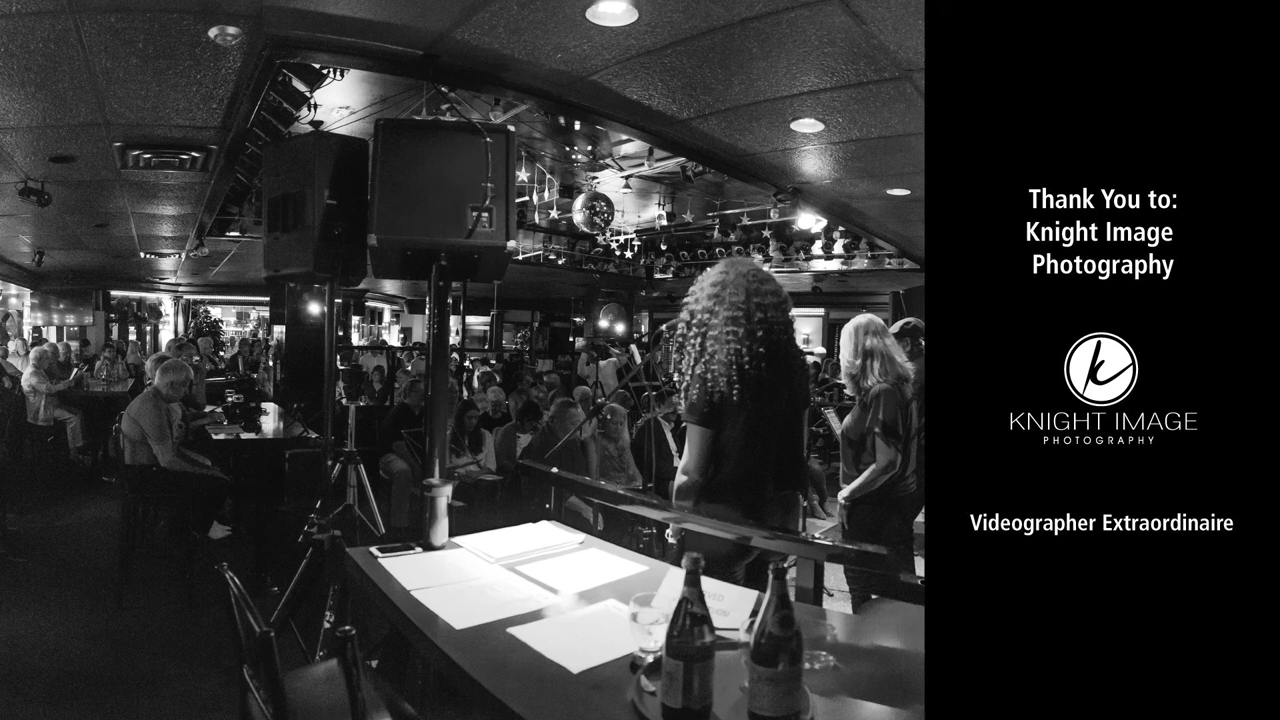 Thank You to:
Knight Image
Photography
k
KNIGHT IMAGE
PHOTOGRAPHY
Videographer Extraordinaire